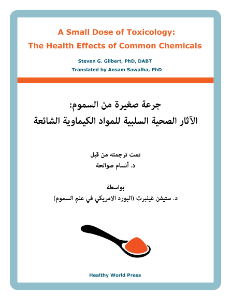 A Small Dose of Toxicology:
The Health Effects of Common Chemicals
Steven G. Gilbert, PhD, DABT
Translated by Ansam Sawalha, PhD
جرعة صغيرة من السموم:
الآثار الصحية السلبية للمواد الكيماوية الشائعة
تمت ترجمته من قبل
د. أنسام صوالحة
بواسطة
د. ستيفن غيلبرت (البورد الامريكي في علم السموم)
Healthy World Press